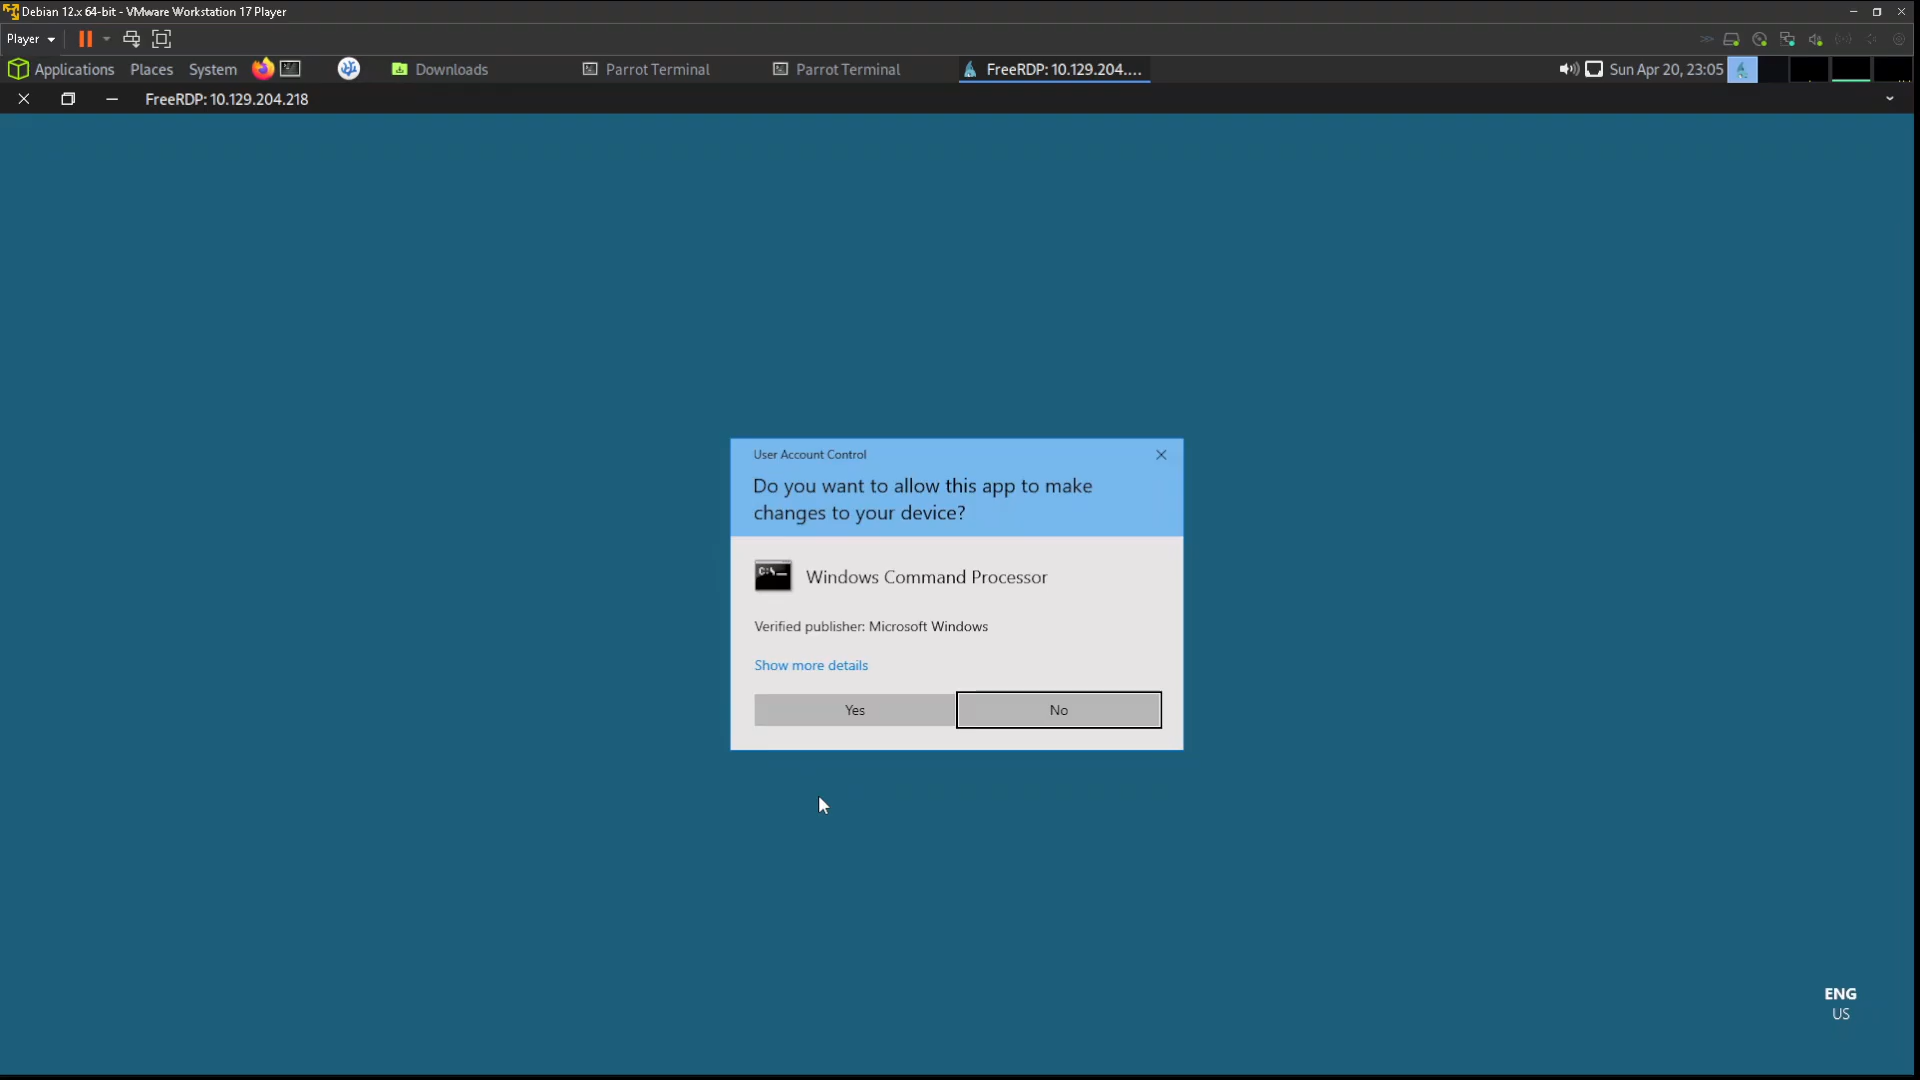 Debian 12.x 64-bit - VMware Workstation 17 Player
Player
Applications Places System Downloads Parrot Terminal Parrot Terminal FreeRDP: 10.129.204.... Sun Apr 20, 23:05
FreeRDP: 10.129.204.218
User Account Control
Do you want to allow this app to make
changes to your device?
C:\_
Windows Command Processor
Verified publisher: Microsoft Windows
Show more details
Yes No
ENG
US